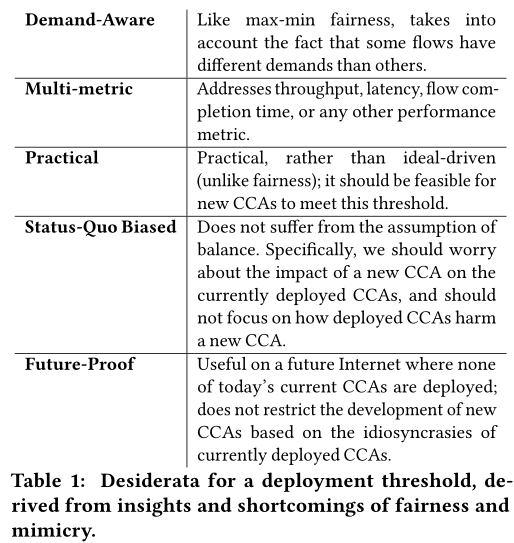 Demand-Aware Like max-min fairness, takes into
account the fact that some flows have
different demands than others.
Multi-metric Addresses throughput, latency, flow com-
pletion time, or any other performance
metric.
Practical Practical, rather than ideal-driven
(unlike fairness); it should be feasible for
new CCAs to meet this threshold.
Status-Quo Biased Does not suffer from the assumption of
balance. Specifically, we should worry
about the impact of a new CCA on the
currently deployed CCAs, and should
not focus on how deployed CCAs harm
a new CCA.
Future-Proof Useful on a future Internet where none
of today's current CCAs are deployed;
does not restrict the development of new
CCAs based on the idiosyncrasies of
currently deployed CCAs.
Table 1: Desiderata for a deployment threshold, de-
rived from insights and shortcomings of fairness and
mimicry.